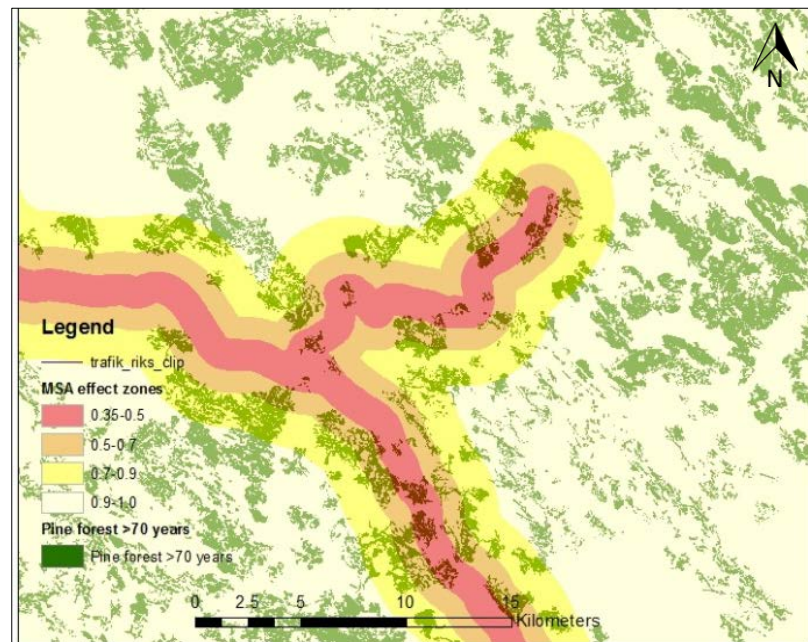 N
Legend
trafik_riks_clip
MSA effect zones
0.35-0.5
0.5-0.7
0.7-0.9
0.9-1.0
Pine forest >70 years
Pine forest >70 years
0 2.5 5 10 15
Kilometers